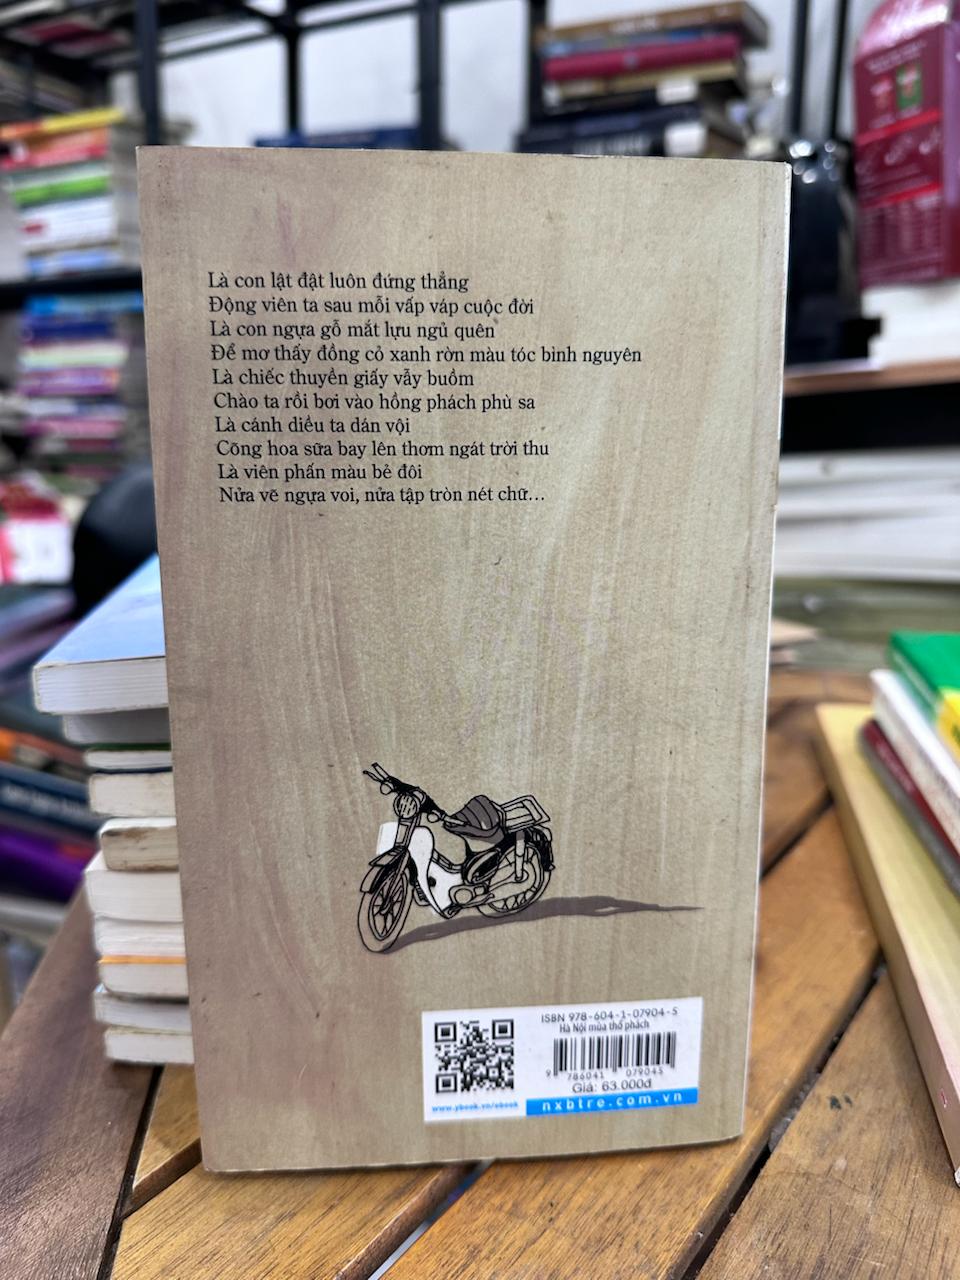 Là con lật đật luôn đứng thẳng
Động viên ta sau mỗi vấp váp cuộc đời
Là con ngựa gỗ mắt lựu ngủ quên
Để mơ thấy đồng cỏ xanh rờn màu tóc bình nguyên
Là chiếc thuyền giấy vẫy buồm
Chào ta rồi bơi vào hồng phách phù sa
Là cánh diều ta dán vội
Cõng hoa sữa bay lên thơm ngát trời thu
Là viên phấn màu bẻ đôi
Nửa vẽ ngựa voi, nửa tập tròn nét chữ...
ISBN 978-604-1-07904-5
Hà Nội mùa thổ phách
9 786041 079045
Giá: 63.000đ
www.ybook.vn/ebook
nxbtre.com.vn